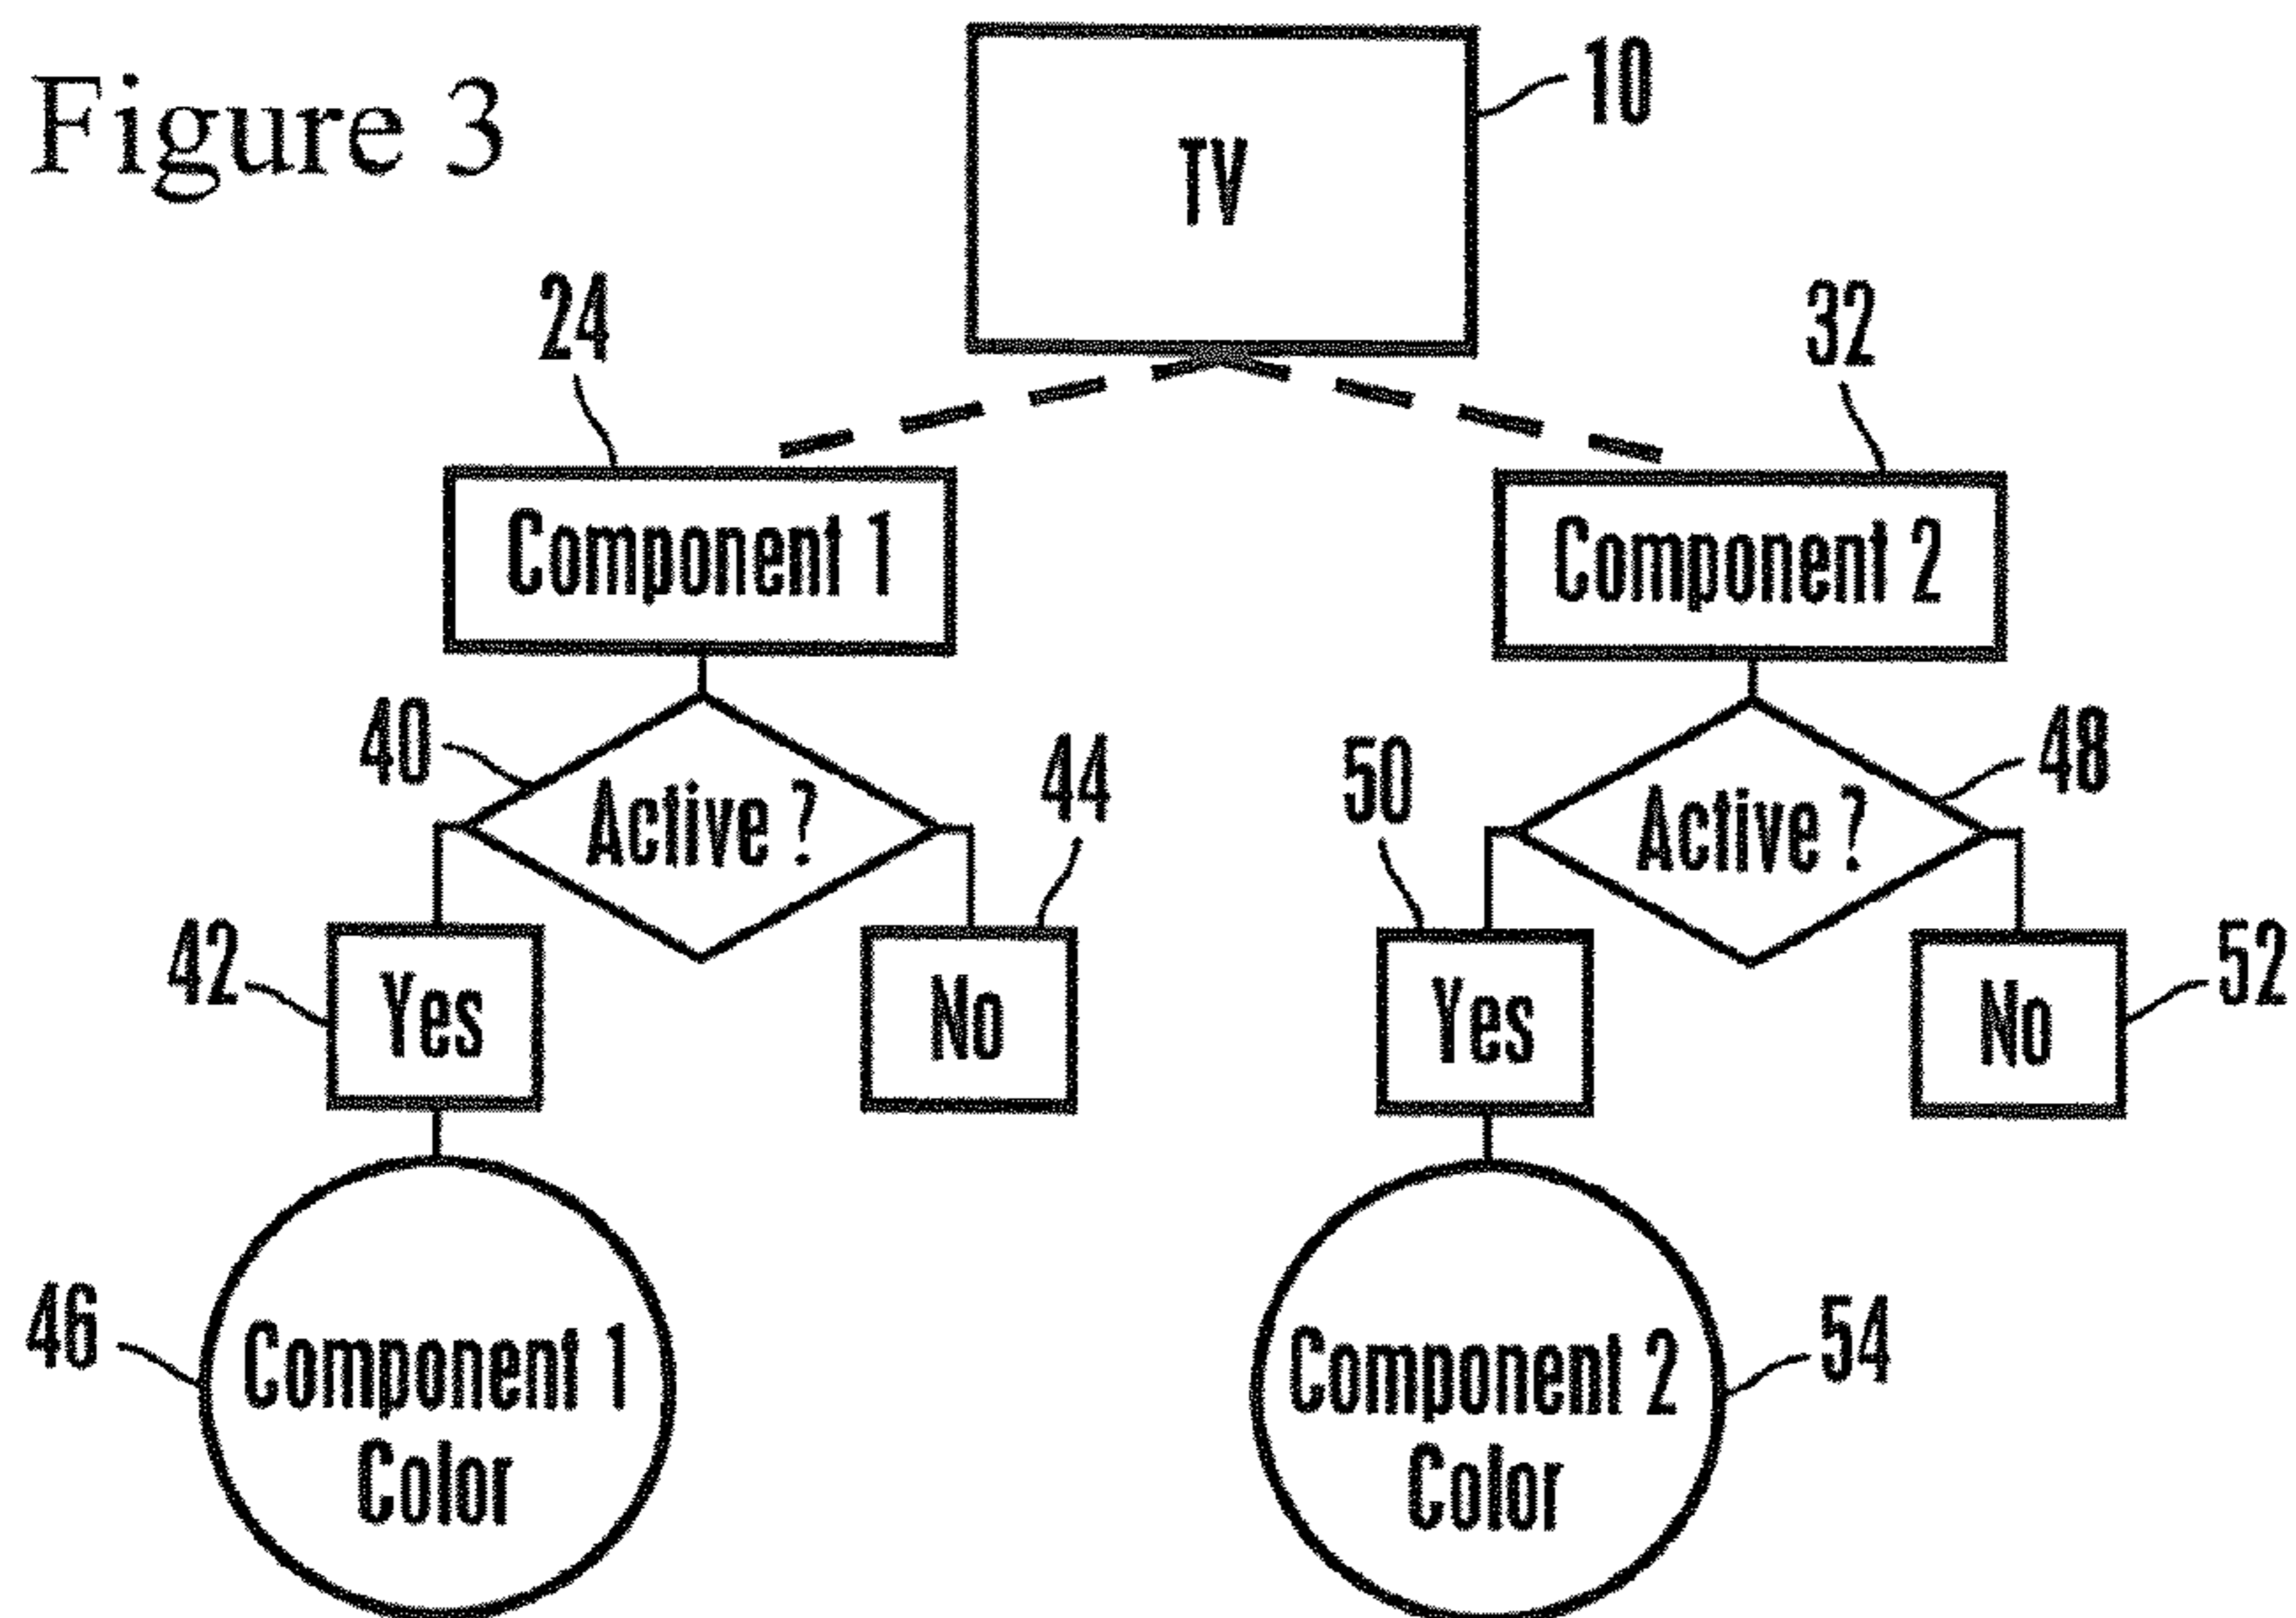 Figure 3
10
TV
24
32
Component 1
Component 2
40
Active ?
44
50
Active ?
48
42
Yes
No
Yes
No
52
46
Component 1
Color
Component 2
Color
54